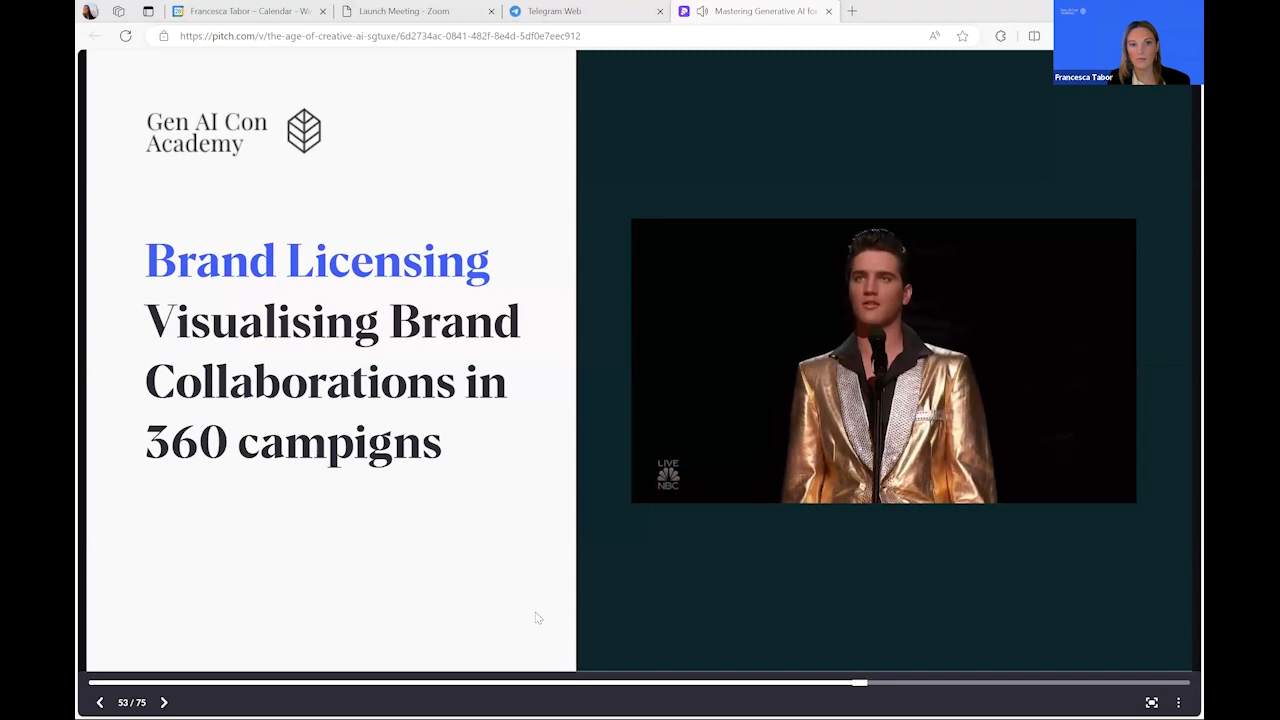 Francesca Tabor – Calendar - We
Launch Meeting - Zoom
Telegram Web
Mastering Generative AI for
https://pitch.com/v/the-age-of-creative-ai-sgtuxe/6d2734ac-0841-482f-8e4d-5df0e7eec912
Francesca Tabor
Gen AI Con
Academy
Brand Licensing
Visualising Brand
Collaborations in
360 campigns
LIVE
NBC
53 / 75